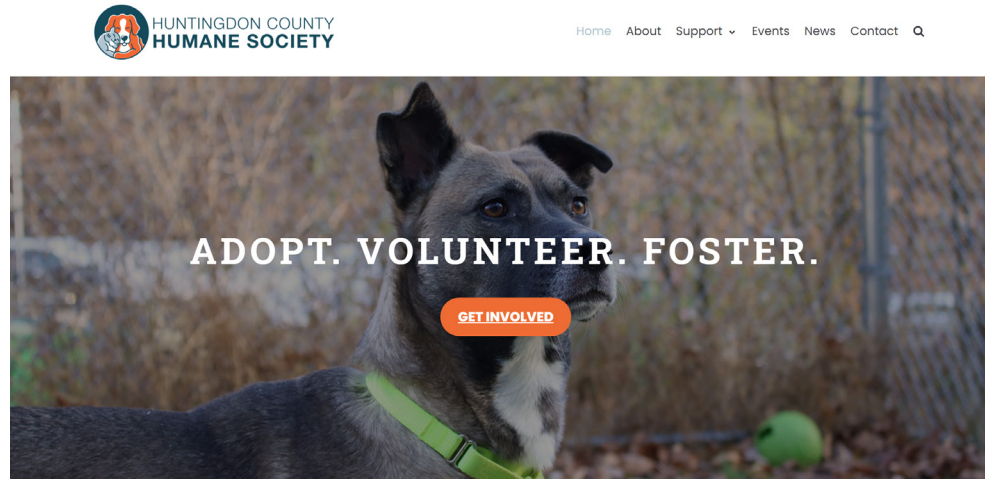 HUNTINGDON COUNTY
HUMANE SOCIETY
Home About Support Events News Contact
ADOPT. VOLUNTEER. FOSTER.
GET INVOLVED